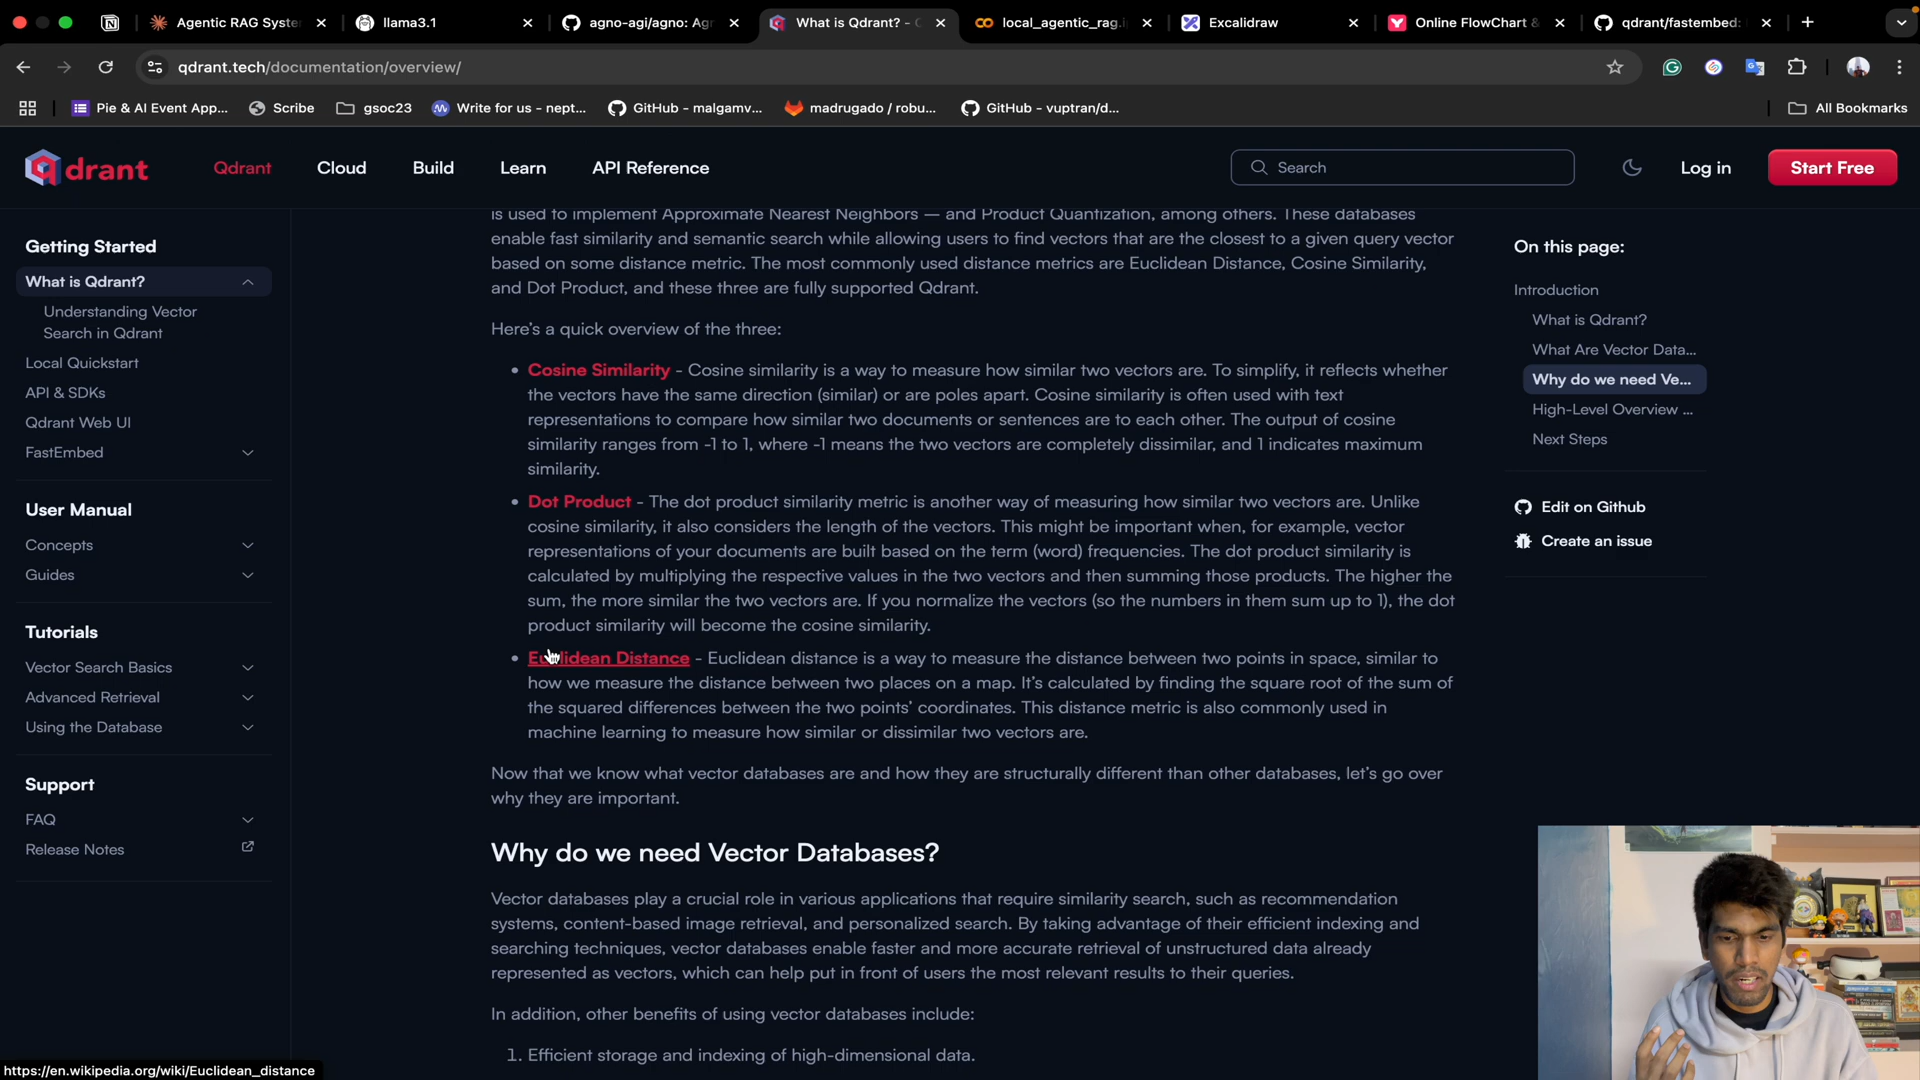 Agentic RAG Syste
llama3.1
agno-agi/agno: Ag
What is Qdrant? -
local_agentic_rag.i
Excalidraw
Online FlowChart &
qdrant/fastembed:
qdrant.tech/documentation/overview/
Pie & AI Event App...
Scribe
gsoc23
Write for us - nept...
GitHub - malgamv...
madrugado / robu...
GitHub - vuptran/d...
All Bookmarks
drant
Qdrant
Cloud
Build
Learn
API Reference
Search
Log in
Start Free
Getting Started
What is Qdrant?
Understanding Vector
Search in Qdrant
Local Quickstart
API & SDKs
Qdrant Web UI
FastEmbed
User Manual
Concepts
Guides
Tutorials
Vector Search Basics
Advanced Retrieval
Using the Database
Support
FAQ
Release Notes
is used to implement Approximate Nearest Neighbors — and Product Quantization, among others. These databases
enable fast similarity and semantic search while allowing users to find vectors that are the closest to a given query vector
based on some distance metric. The most commonly used distance metrics are Euclidean Distance, Cosine Similarity,
and Dot Product, and these three are fully supported Qdrant.
Here's a quick overview of the three:
• Cosine Similarity - Cosine similarity is a way to measure how similar two vectors are. To simplify, it reflects whether
the vectors have the same direction (similar) or are poles apart. Cosine similarity is often used with text
representations to compare how similar two documents or sentences are to each other. The output of cosine
similarity ranges from -1 to 1, where -1 means the two vectors are completely dissimilar, and 1 indicates maximum
similarity.
• Dot Product - The dot product similarity metric is another way of measuring how similar two vectors are. Unlike
cosine similarity, it also considers the length of the vectors. This might be important when, for example, vector
representations of your documents are built based on the term (word) frequencies. The dot product similarity is
calculated by multiplying the respective values in the two vectors and then summing those products. The higher the
sum, the more similar the two vectors are. If you normalize the vectors (so the numbers in them sum up to 1), the dot
product similarity will become the cosine similarity.
• Euclidean Distance - Euclidean distance is a way to measure the distance between two points in space, similar to
how we measure the distance between two places on a map. It's calculated by finding the square root of the sum of
the squared differences between the two points' coordinates. This distance metric is also commonly used in
machine learning to measure how similar or dissimilar two vectors are.
Now that we know what vector databases are and how they are structurally different than other databases, let's go over
why they are important.
Why do we need Vector Databases?
Vector databases play a crucial role in various applications that require similarity search, such as recommendation
systems, content-based image retrieval, and personalized search. By taking advantage of their efficient indexing and
searching techniques, vector databases enable faster and more accurate retrieval of unstructured data already
represented as vectors, which can help put in front of users the most relevant results to their queries.
In addition, other benefits of using vector databases include:
1. Efficient storage and indexing of high-dimensional data.
On this page:
Introduction
What is Qdrant?
What Are Vector Data...
Why do we need Ve...
High-Level Overview ...
Next Steps
Edit on Github
Create an issue
https://en.wikipedia.org/wiki/Euclidean_distance